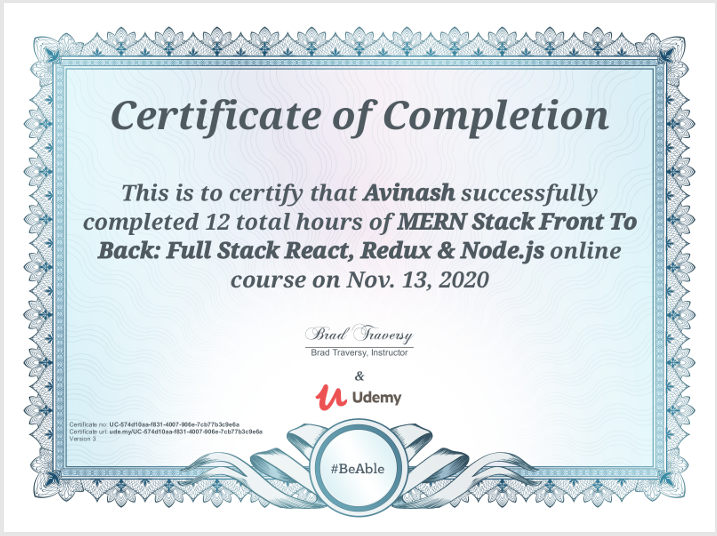 Certificate of Completion
This is to certify that Avinash successfully
completed 12 total hours of MERN Stack Front To
Back: Full Stack React, Redux & Node.js online
course on Nov. 13, 2020
Brad Traversy
Brad Traversy, Instructor
&
Udemy
Certificate no: UC-574d10aa-f831-4007-906e-7cb77b3c9e6a
Certificate url: ude.my/UC-574d10aa-f831-4007-906e-7cb77b3c9e6a
Version 3
#BeAble